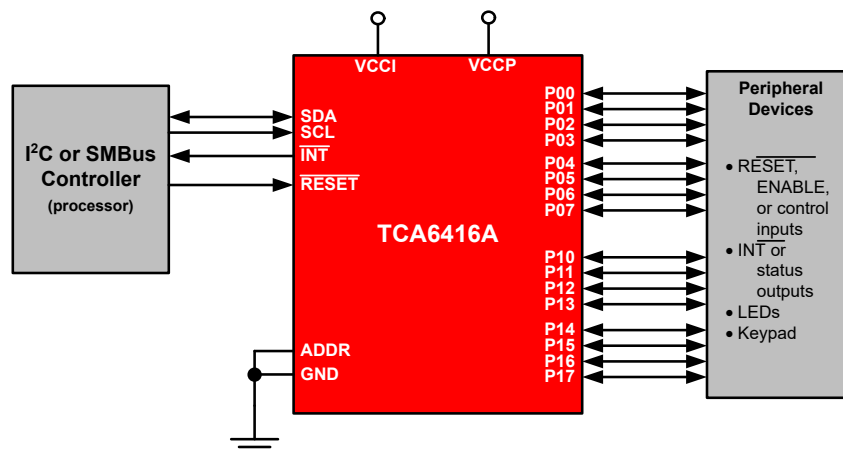 VCCI
VCCP
I²C or SMBus
Controller
(processor)
SDA
SCL
INT
RESET
ADDR
GND
TCA6416A
P00
P01
P02
P03
P04
P05
P06
P07
P10
P11
P12
P13
P14
P15
P16
P17
Peripheral
Devices
• RESET,
ENABLE,
or control
inputs
• INT or
status
outputs
• LEDs
• Keypad